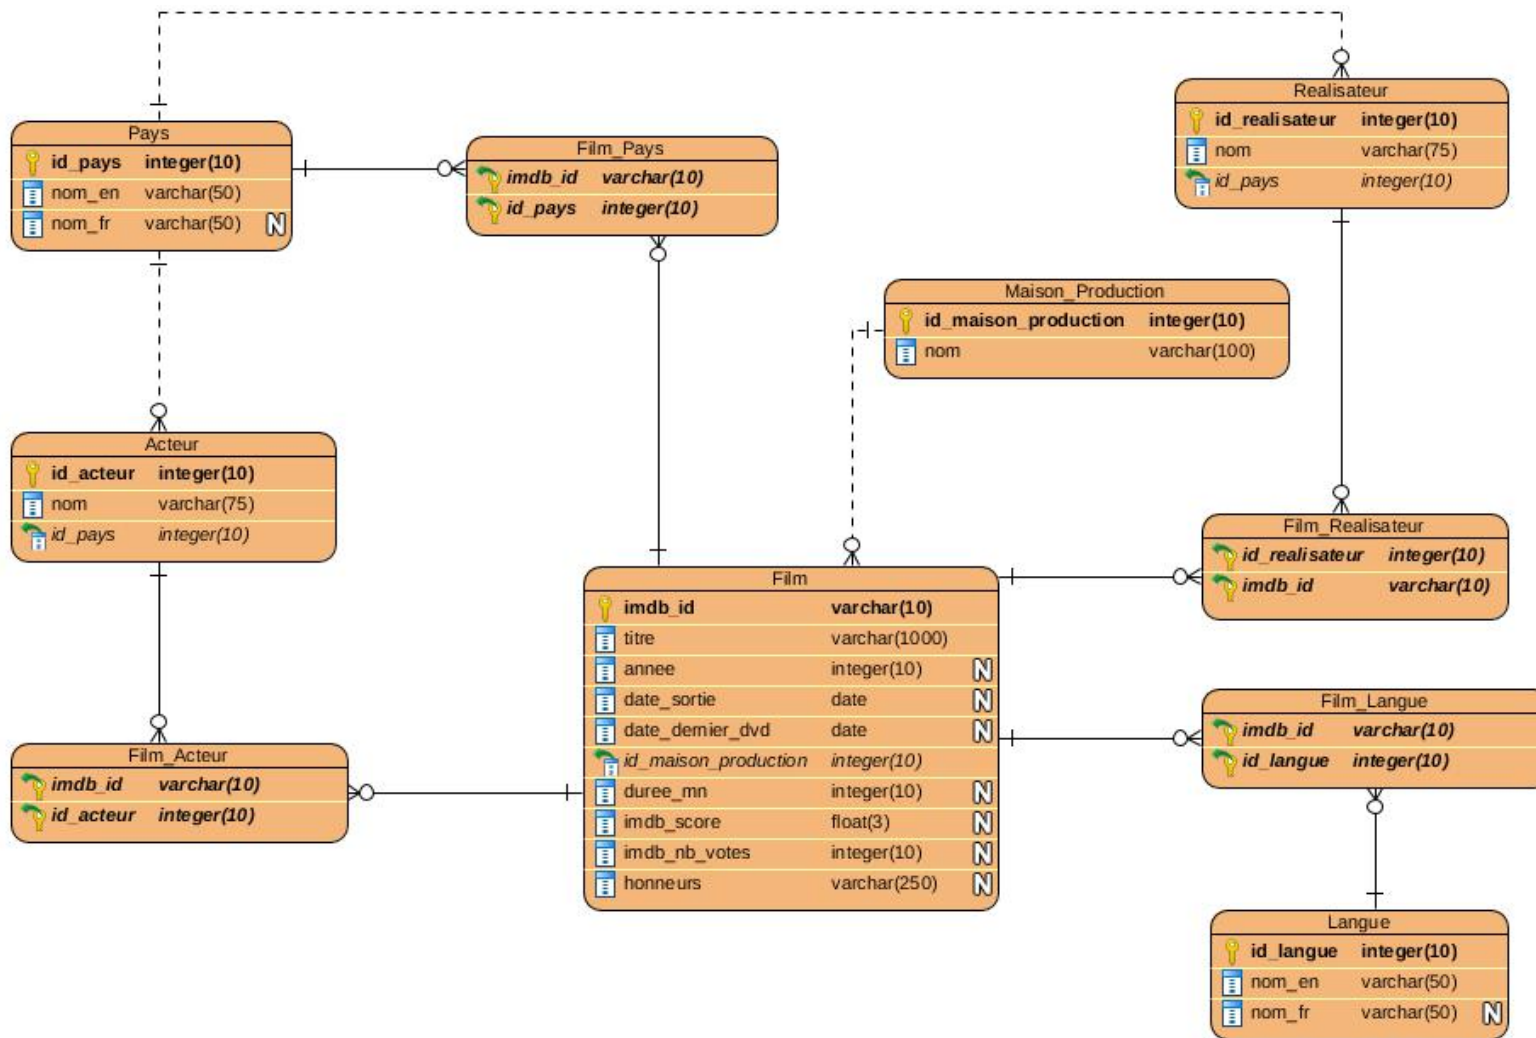 Pays
id_pays integer(10)
nom_en varchar(50)
nom_fr varchar(50) N
Film_Pays
imdb_id varchar(10)
id_pays integer(10)
Realisateur
id_realisateur integer(10)
nom varchar(75)
id_pays integer(10)
Maison_Production
id_maison_production integer(10)
nom varchar(100)
Acteur
id_acteur integer(10)
nom varchar(75)
id_pays integer(10)
Film_Realisateur
id_realisateur integer(10)
imdb_id varchar(10)
Film
imdb_id varchar(10)
titre varchar(1000)
annee integer(10) N
date_sortie date N
date_dernier_dvd date N
id_maison_production integer(10)
duree_mn integer(10) N
imdb_score float(3) N
imdb_nb_votes integer(10) N
honneurs varchar(250) N
Film_Langue
imdb_id varchar(10)
id_langue integer(10)
Film_Acteur
imdb_id varchar(10)
id_acteur integer(10)
Langue
id_langue integer(10)
nom_en varchar(50)
nom_fr varchar(50) N